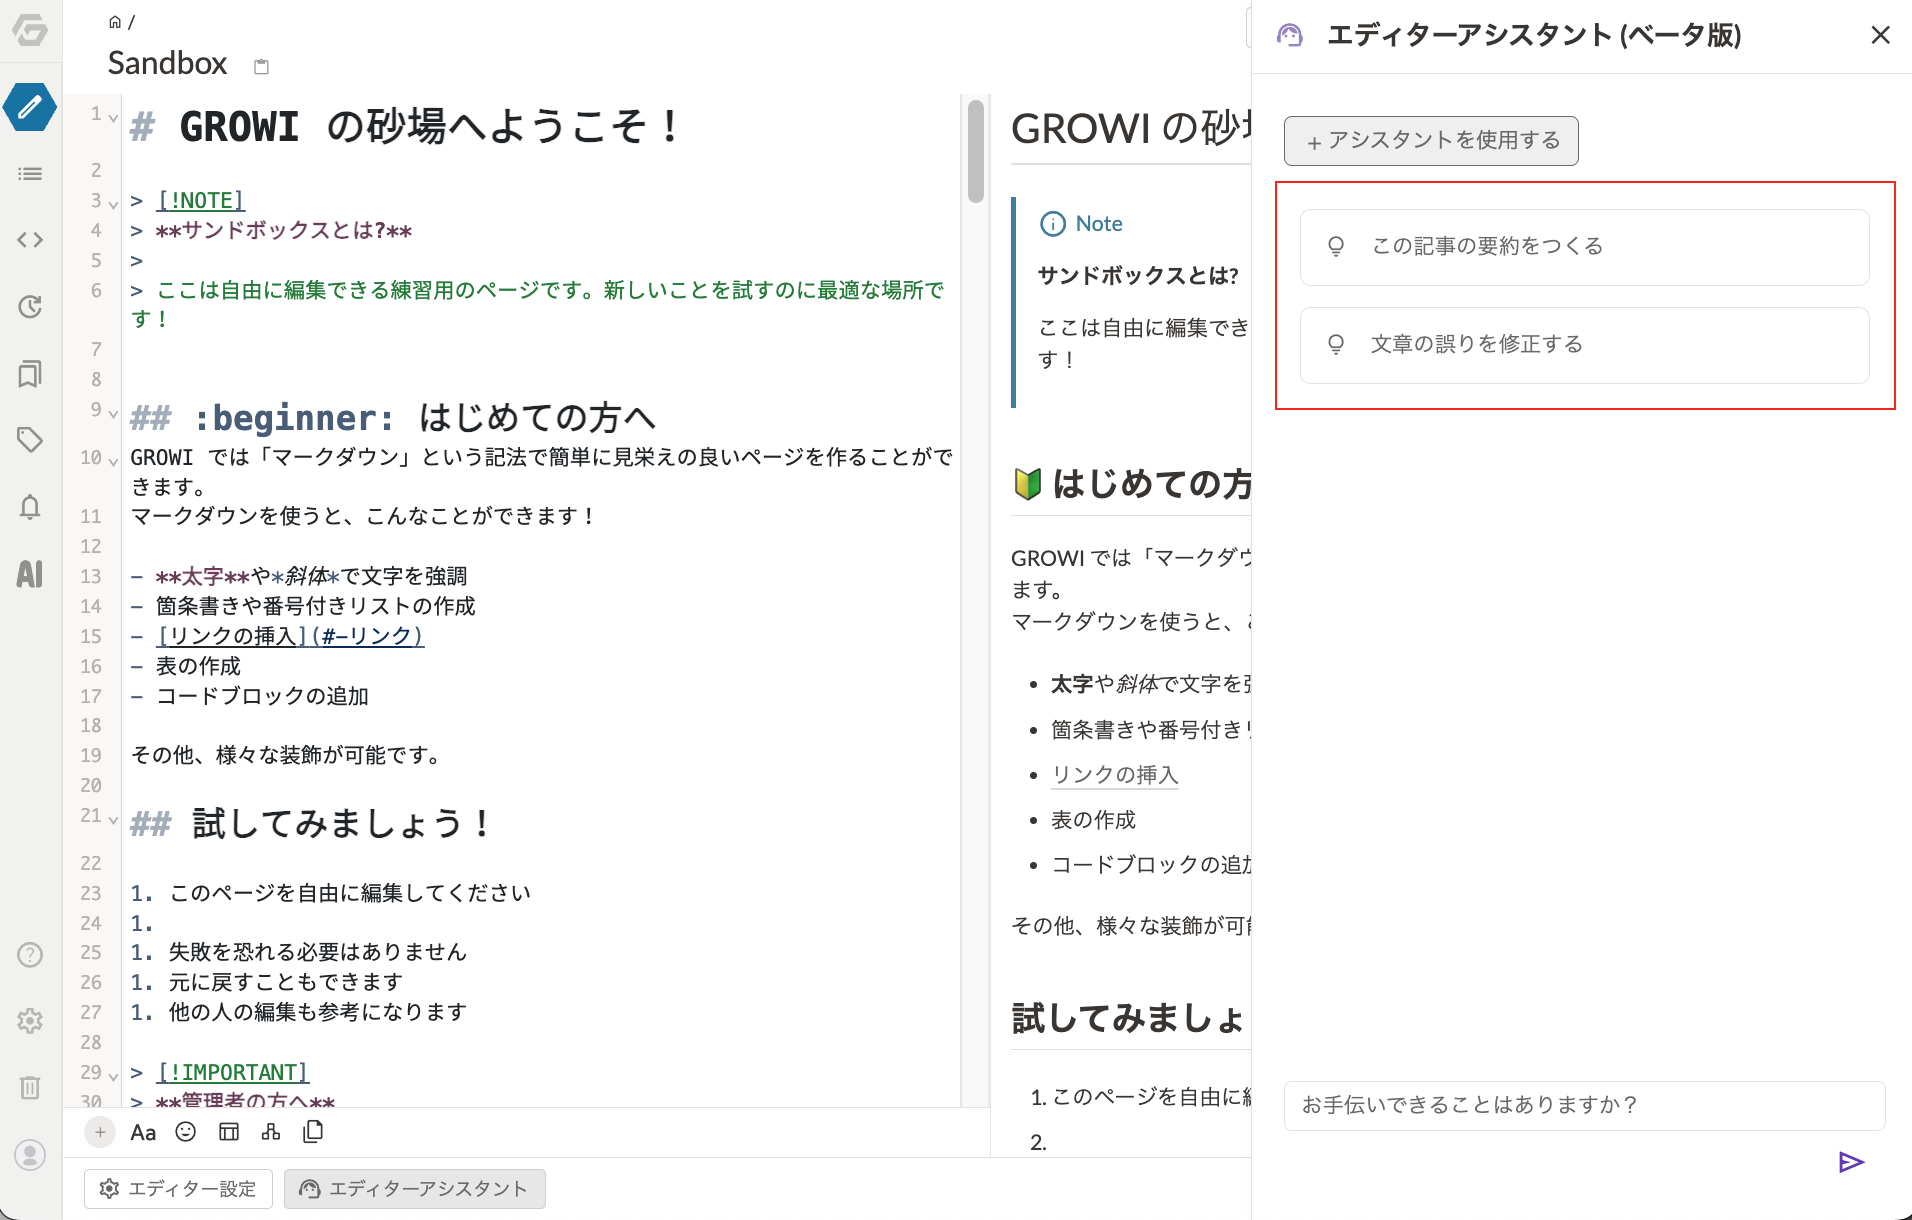 /
Sandbox
1 # GROWI の砂場へようこそ！
2
3 > [!NOTE]
4 > **サンドボックスとは?**
5 >
6 > ここは自由に編集できる練習用のページです。新しいことを試すのに最適な場所で
す！
7
8
9 ## :beginner: はじめての方へ
10 GROWI では「マークダウン」という記法で簡単に見栄えの良いページを作ることがで
きます。
11 マークダウンを使うと、こんなことができます！
12
13 - **太字**や*斜体*で文字を強調
14 - 箇条書きや番号付きリストの作成
15 - [リンクの挿入](#-リンク)
16 - 表の作成
17 - コードブロックの追加
18
19 その他、様々な装飾が可能です。
20
21 ## 試してみましょう！
22
23 1. このページを自由に編集してください
24 1.
25 1. 失敗を恐れる必要はありません
26 1. 元に戻すこともできます
27 1. 他の人の編集も参考になります
28
29 > [!IMPORTANT]
30 > **管理者の方へ**
AI
Aa
エディター設定
エディターアシスタント
GROWI の砂場
Note
サンドボックスとは?
ここは自由に編集でき
す！
🔰 はじめての方
GROWI では「マークダウ
ます。
マークダウンを使うと、こ
• 太字や斜体で文字を強
• 箇条書きや番号付きリ
• リンクの挿入
• 表の作成
• コードブロックの追加
その他、様々な装飾が可能
試してみましょ
1. このページを自由に編
2.
エディターアシスタント (ベータ版)
+ アシスタントを使用する
この記事の要約をつくる
文章の誤りを修正する
お手伝いできることはありますか？